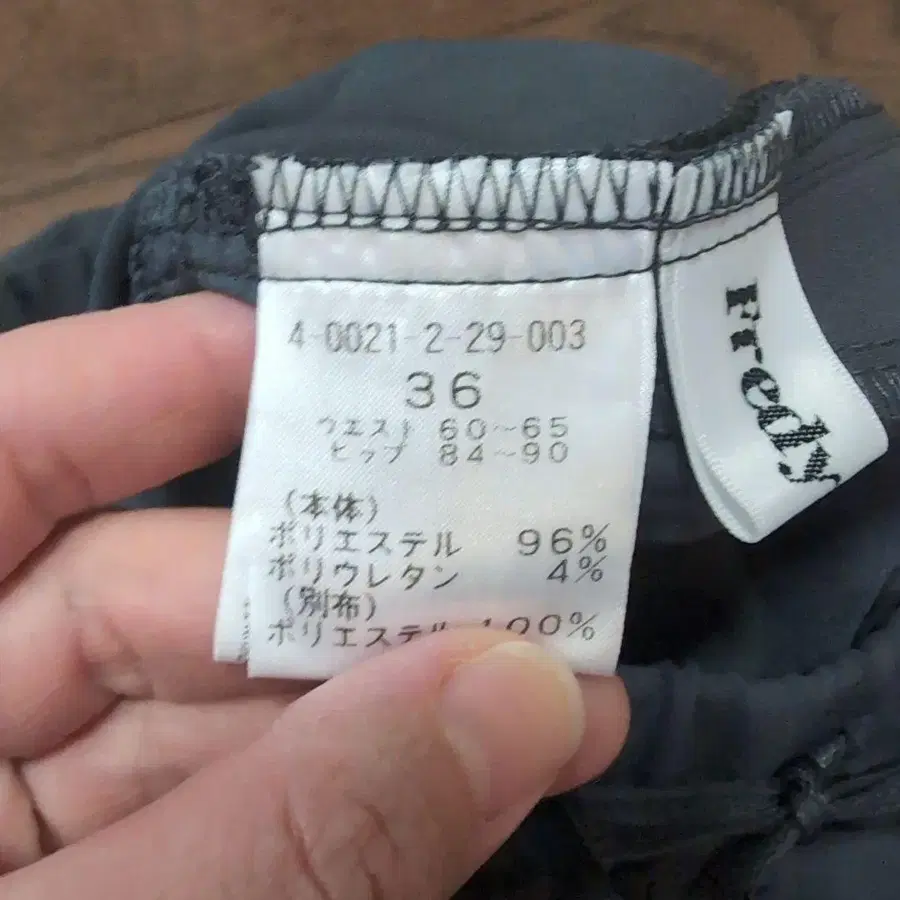 4-0021-2-29-003
36
ウエスト 60～65
ヒップ 84～90
(本体)
ポリエステル 96%
ポリウレタン 4%
(別布)
ポリエステル 100%
Fredy